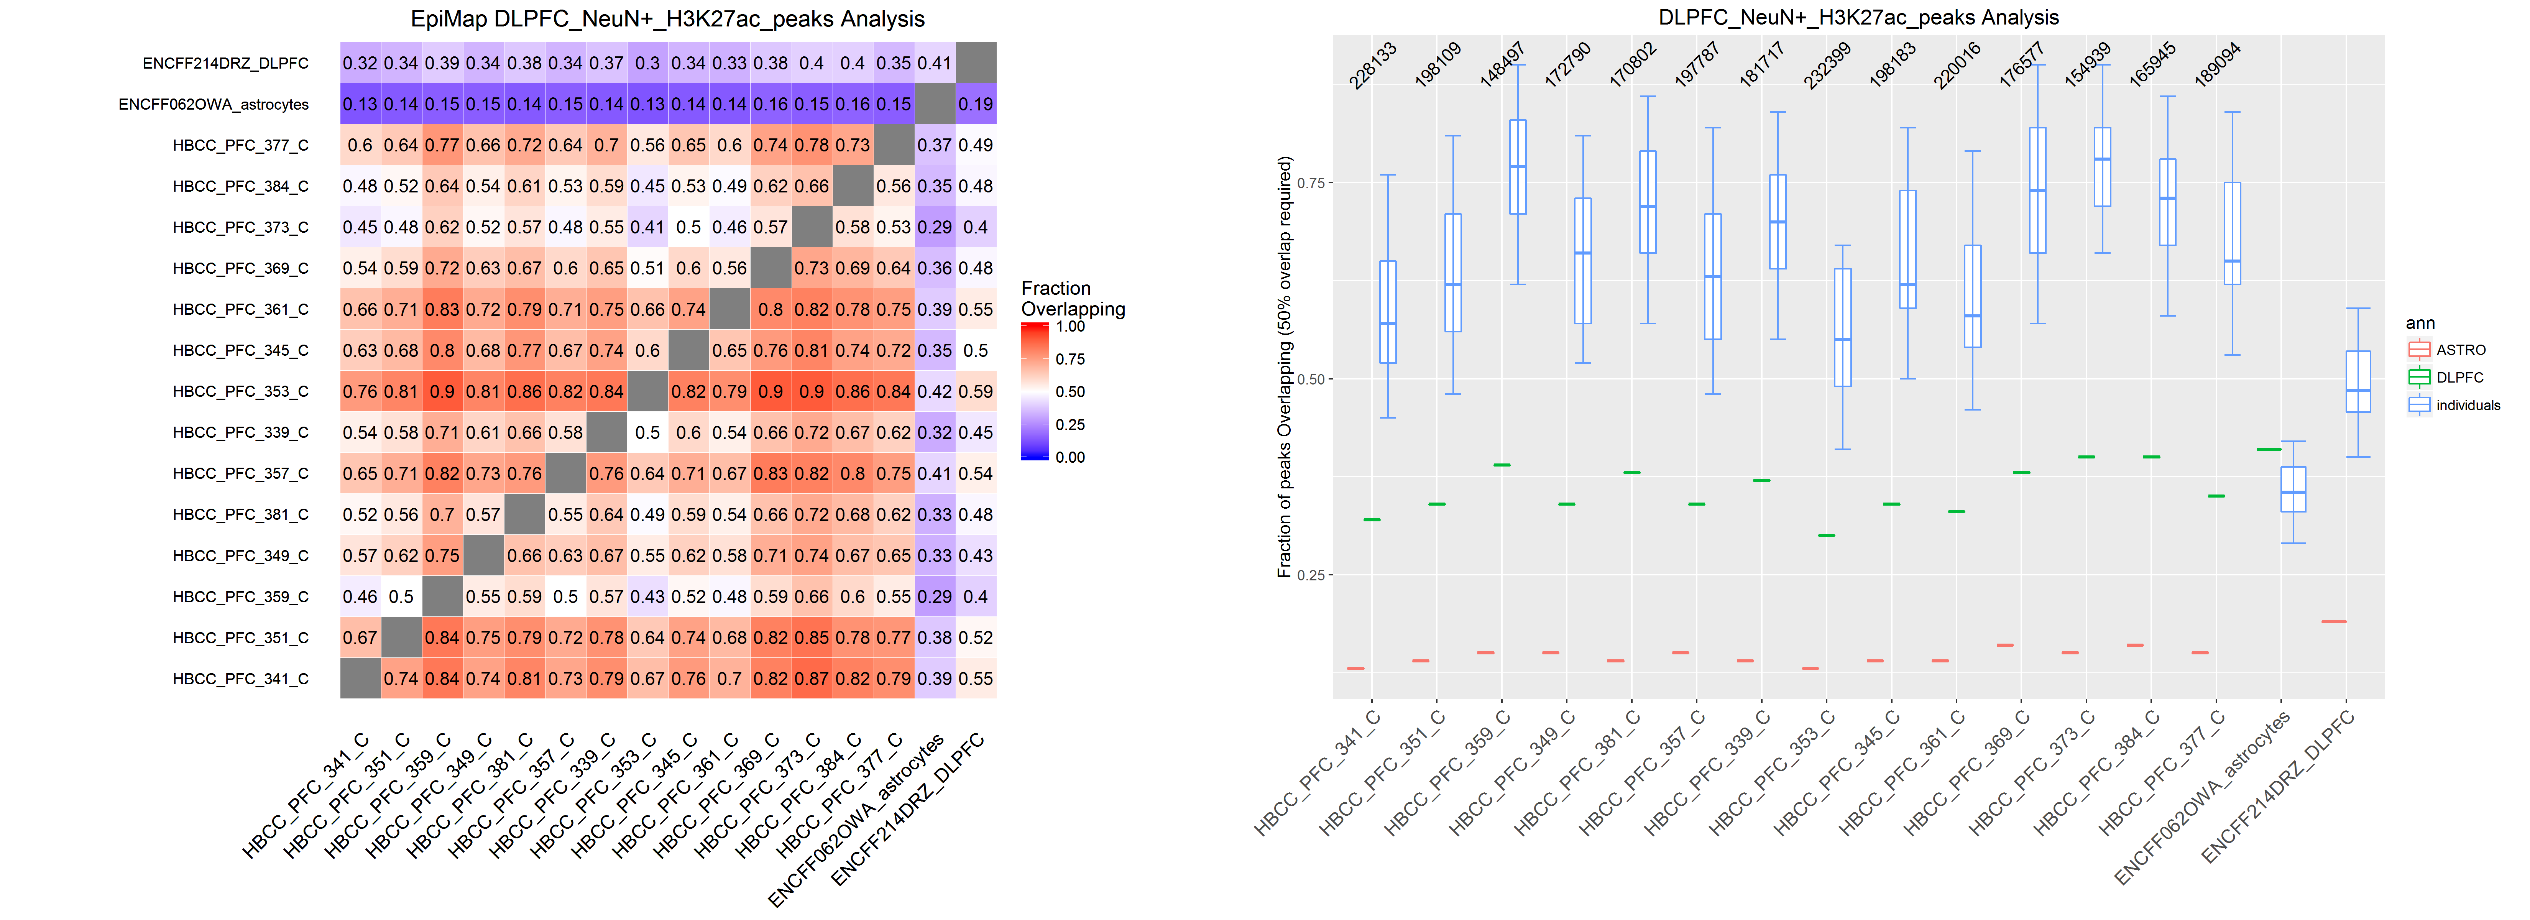 EpiMap DLPFC_NeuN+_H3K27ac_peaks Analysis
ENCFF214DRZ_DLPFC 0.32 0.34 0.39 0.34 0.38 0.34 0.37 0.3 0.34 0.33 0.38 0.4 0.4 0.35 0.41
ENCFF062OWA_astrocytes 0.13 0.14 0.15 0.15 0.14 0.15 0.14 0.13 0.14 0.14 0.16 0.15 0.16 0.15 0.19
HBCC_PFC_377_C 0.6 0.64 0.77 0.66 0.72 0.64 0.7 0.56 0.65 0.6 0.74 0.78 0.73 0.37 0.49
HBCC_PFC_384_C 0.48 0.52 0.64 0.54 0.61 0.53 0.59 0.45 0.53 0.49 0.62 0.66 0.56 0.35 0.48
HBCC_PFC_373_C 0.45 0.48 0.62 0.52 0.57 0.48 0.55 0.41 0.5 0.46 0.57 0.58 0.53 0.29 0.4
HBCC_PFC_369_C 0.54 0.59 0.72 0.63 0.67 0.6 0.65 0.51 0.6 0.56 0.73 0.69 0.64 0.36 0.48
HBCC_PFC_361_C 0.66 0.71 0.83 0.72 0.79 0.71 0.75 0.66 0.74 0.8 0.82 0.78 0.75 0.39 0.55
HBCC_PFC_345_C 0.63 0.68 0.8 0.68 0.77 0.67 0.74 0.6 0.65 0.76 0.81 0.74 0.72 0.35 0.5
HBCC_PFC_353_C 0.76 0.81 0.9 0.81 0.86 0.82 0.84 0.82 0.79 0.9 0.9 0.86 0.84 0.42 0.59
HBCC_PFC_339_C 0.54 0.58 0.71 0.61 0.66 0.58 0.5 0.6 0.54 0.66 0.72 0.67 0.62 0.32 0.45
HBCC_PFC_357_C 0.65 0.71 0.82 0.73 0.76 0.76 0.64 0.71 0.67 0.83 0.82 0.8 0.75 0.41 0.54
HBCC_PFC_381_C 0.52 0.56 0.7 0.57 0.55 0.64 0.49 0.59 0.54 0.66 0.72 0.68 0.62 0.33 0.48
HBCC_PFC_349_C 0.57 0.62 0.75 0.66 0.63 0.67 0.55 0.62 0.58 0.71 0.74 0.67 0.65 0.33 0.43
HBCC_PFC_359_C 0.46 0.5 0.55 0.59 0.5 0.57 0.43 0.52 0.48 0.59 0.66 0.6 0.55 0.29 0.4
HBCC_PFC_351_C 0.67 0.84 0.75 0.79 0.72 0.78 0.64 0.74 0.68 0.82 0.85 0.78 0.77 0.38 0.52
HBCC_PFC_341_C 0.74 0.84 0.74 0.81 0.73 0.79 0.67 0.76 0.7 0.82 0.87 0.82 0.79 0.39 0.55
HBCC_PFC_341_C
HBCC_PFC_351_C
HBCC_PFC_359_C
HBCC_PFC_349_C
HBCC_PFC_381_C
HBCC_PFC_357_C
HBCC_PFC_339_C
HBCC_PFC_353_C
HBCC_PFC_345_C
HBCC_PFC_361_C
HBCC_PFC_369_C
HBCC_PFC_373_C
HBCC_PFC_384_C
HBCC_PFC_377_C
ENCFF062OWA_astrocytes
ENCFF214DRZ_DLPFC
Fraction
Overlapping
1.00
0.75
0.50
0.25
0.00
DLPFC_NeuN+_H3K27ac_peaks Analysis
228133
198109
148497
172790
170802
197787
181717
232399
198183
220016
176577
154939
165945
189094
Fraction of peaks Overlapping (50% overlap required)
0.75
0.50
0.25
HBCC_PFC_341_C
HBCC_PFC_351_C
HBCC_PFC_359_C
HBCC_PFC_349_C
HBCC_PFC_381_C
HBCC_PFC_357_C
HBCC_PFC_339_C
HBCC_PFC_353_C
HBCC_PFC_345_C
HBCC_PFC_361_C
HBCC_PFC_369_C
HBCC_PFC_373_C
HBCC_PFC_384_C
HBCC_PFC_377_C
ENCFF062OWA_astrocytes
ENCFF214DRZ_DLPFC
ann
ASTRO
DLPFC
individuals